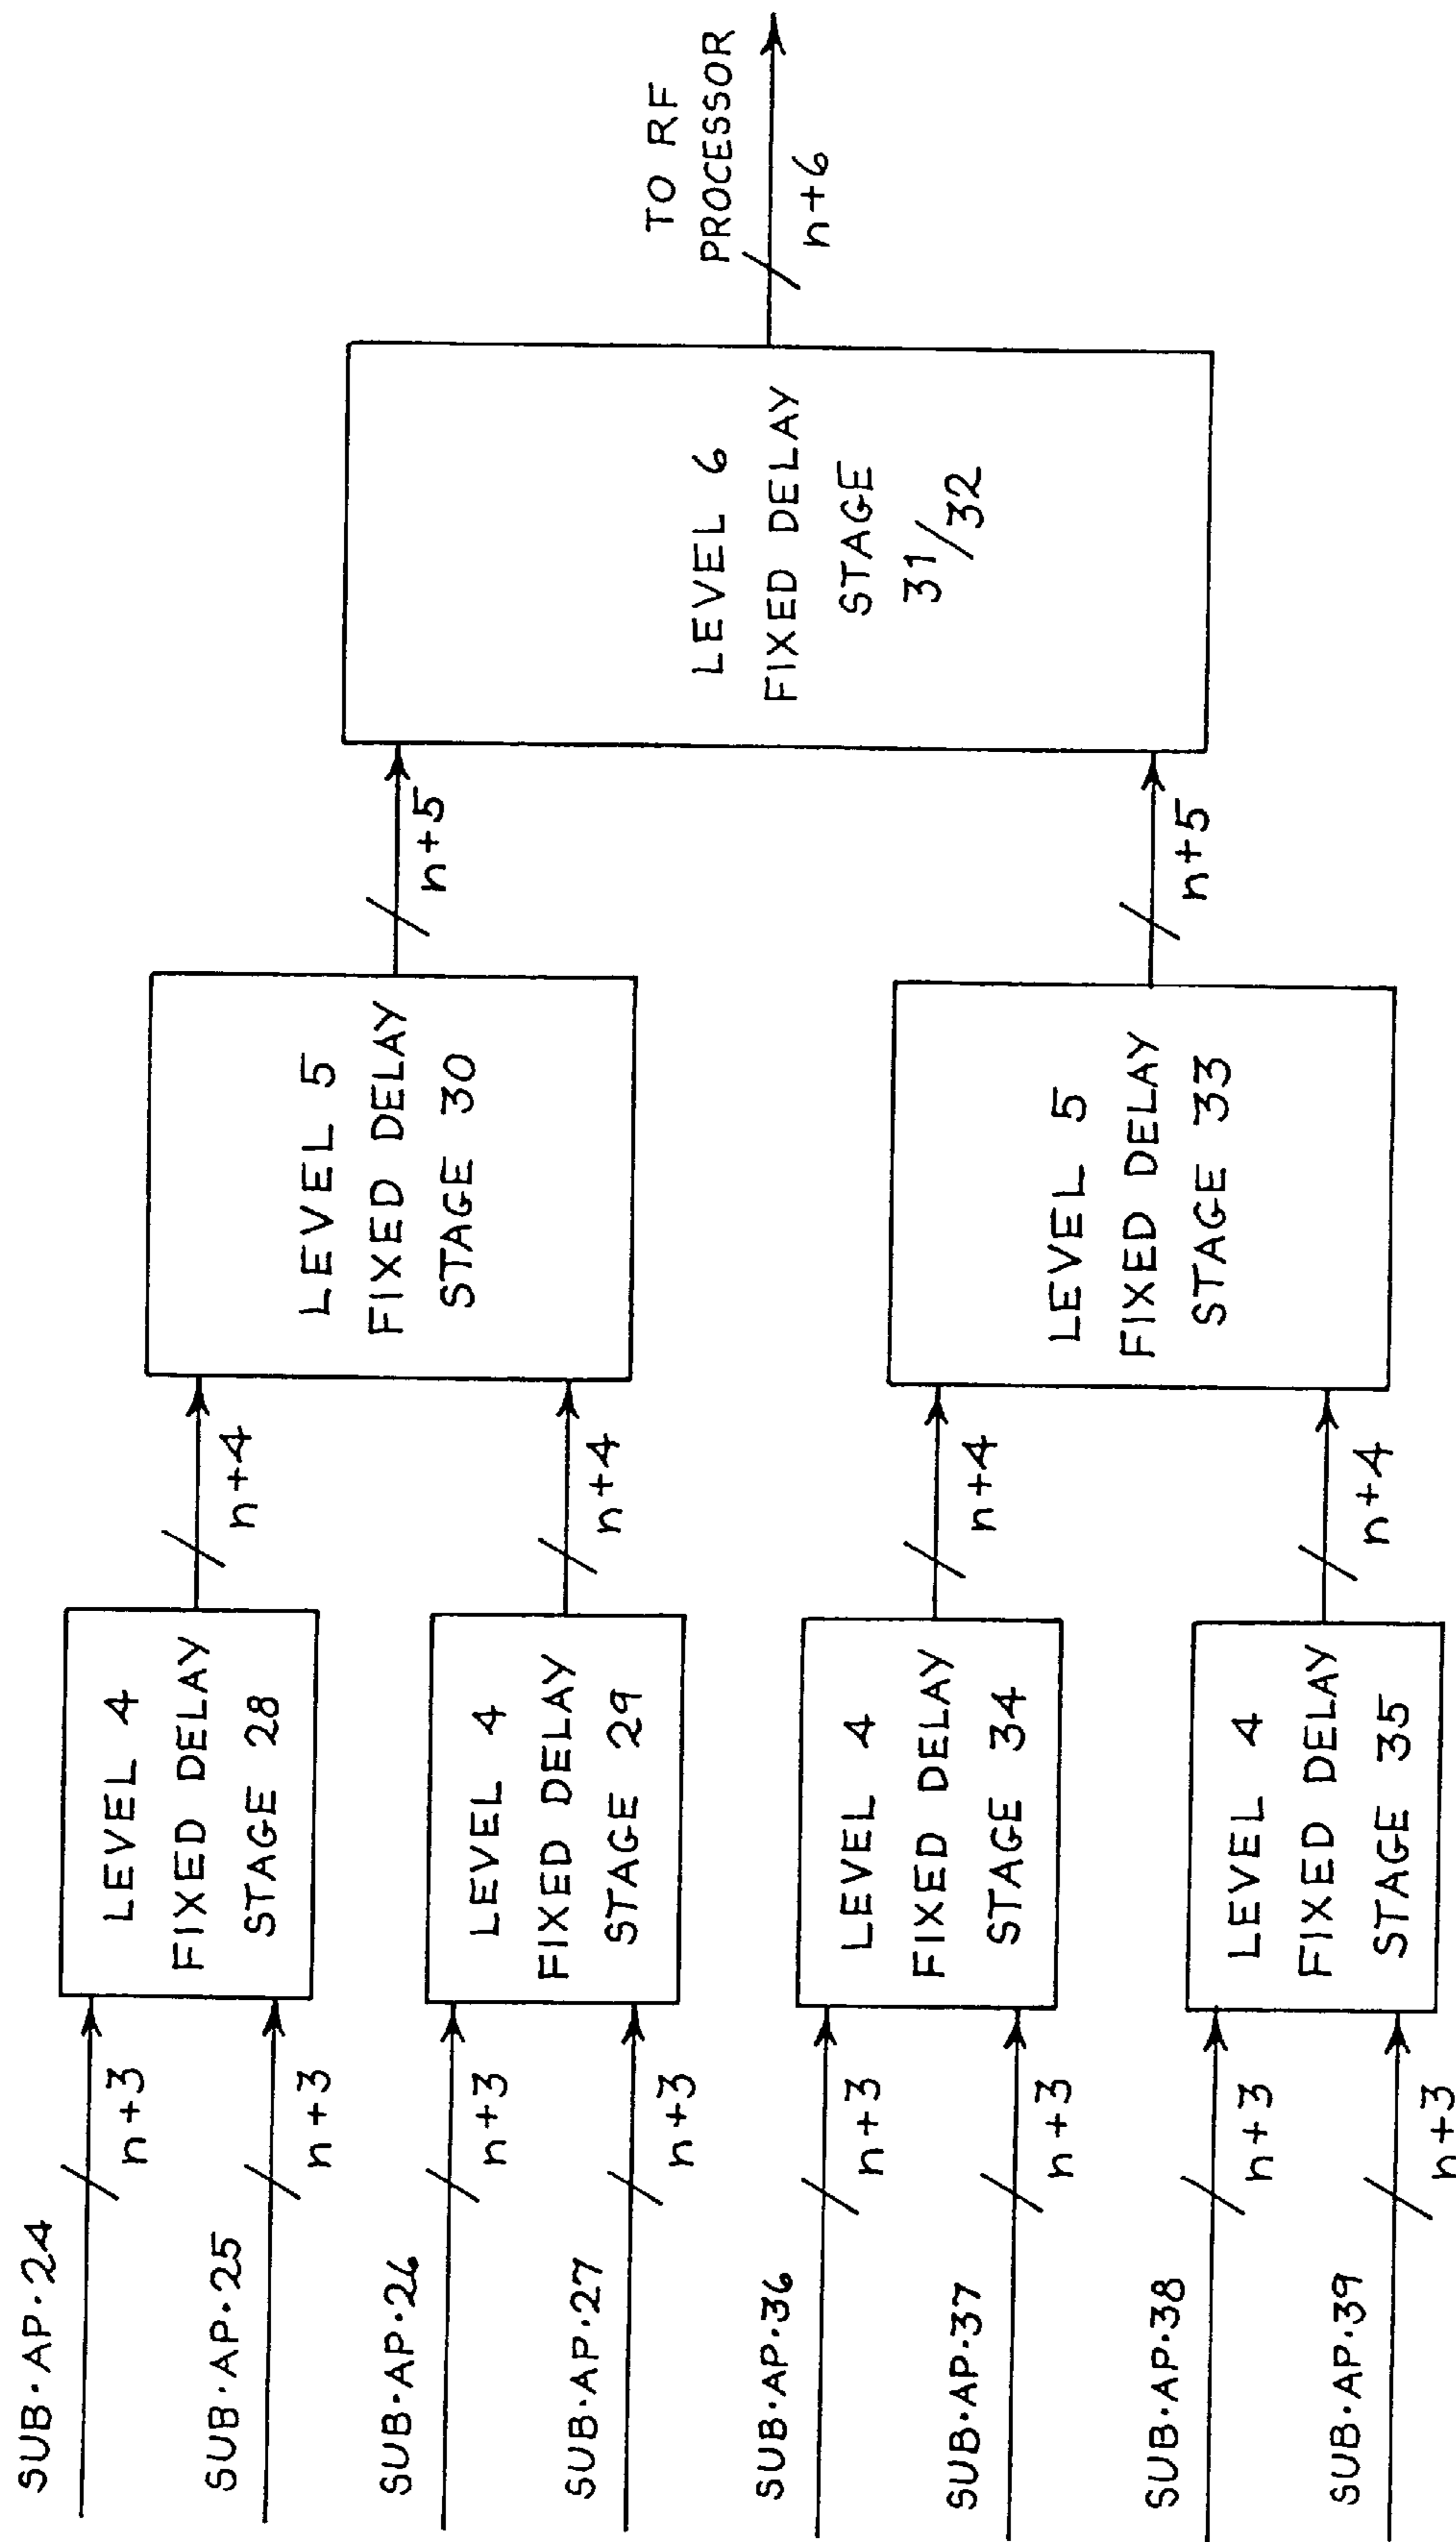 SUB·AP·24
n+3
SUB·AP·25
n+3
LEVEL 4
FIXED DELAY
STAGE 28
n+4
SUB·AP·26
n+3
SUB·AP·27
n+3
LEVEL 4
FIXED DELAY
STAGE 29
n+4
LEVEL 5
FIXED DELAY
STAGE 30
n+5
SUB·AP·36
n+3
SUB·AP·37
n+3
LEVEL 4
FIXED DELAY
STAGE 34
n+4
SUB·AP·38
n+3
SUB·AP·39
n+3
LEVEL 4
FIXED DELAY
STAGE 35
n+4
LEVEL 5
FIXED DELAY
STAGE 33
n+5
LEVEL 6
FIXED DELAY
STAGE
31/32
TO RF
PROCESSOR
n+6